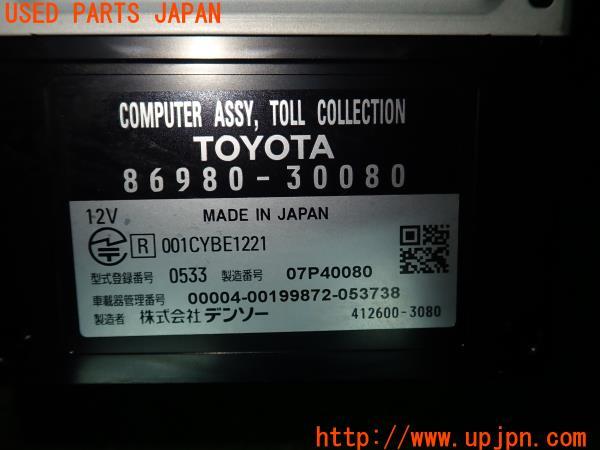 USED PARTS JAPAN
COMPUTER ASSY, TOLL COLLECTION
TOYOTA
86980-30080
12V MADE IN JAPAN
R 001CYBE1221
型式登録番号 0533 製造番号 07P40080
車載器管理番号 00004-00199872-053738
製造者 株式会社デンソー 412600-3080
http://www.upjpn.com/